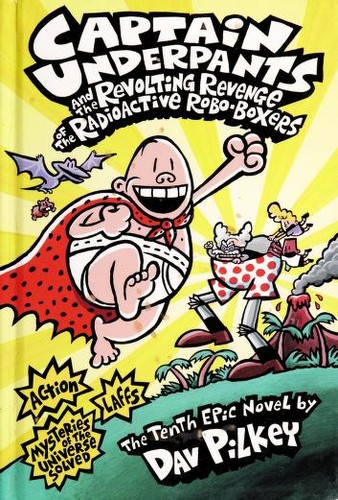 CAPTAIN
UNDERPANTS
And The REVOLTING REVENGE
OF The RADIOACTIVE ROBO-BOXERS
Action
LAFFS
MYSTERIES
of the
UNIVERSE
SOLVED
The Tenth Epic Novel by
DAV PILKEY